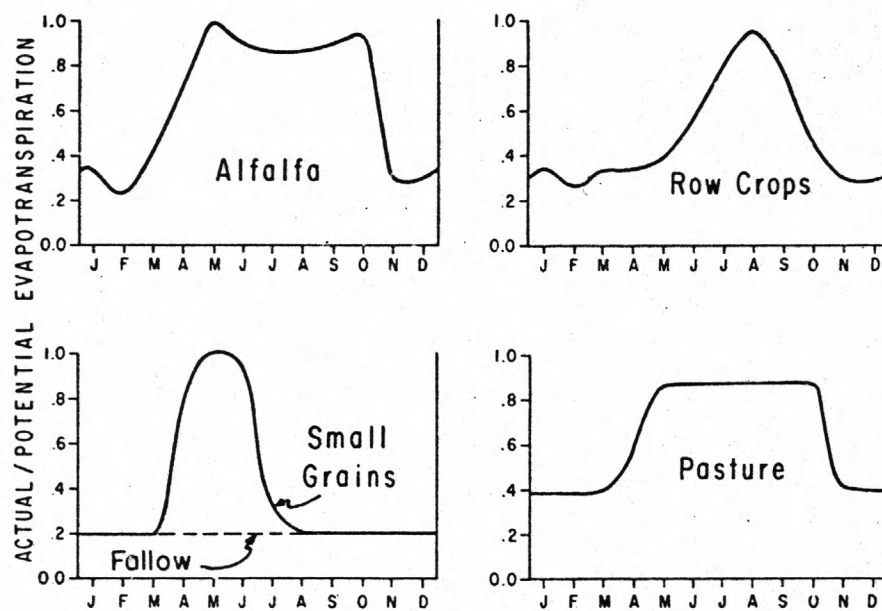 ACTUAL/POTENTIAL EVAPOTRANSPIRATION
1.0
.8
.6
.4
.2
0.0
Alfalfa
J F M A M J J A S O N D
1.0
.8
.6
.4
.2
0.0
Row Crops
J F M A M J J A S O N D
1.0
.8
.6
.4
.2
0.0
Small
Grains
Fallow
J F M A M J J A S O N D
1.0
.8
.6
.4
.2
0.0
Pasture
J F M A M J J A S O N D